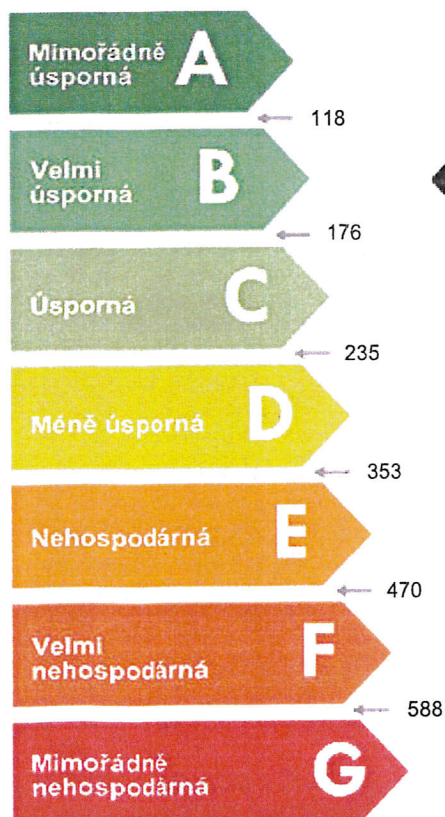 Mimořádně
úsporná
A
118
Velmi
úsporná
B
176
Úsporná
C
235
Méně úsporná
D
353
Nehospodárná
E
470
Velmi
nehospodárná
F
588
Mimořádně
nehospodárná
G